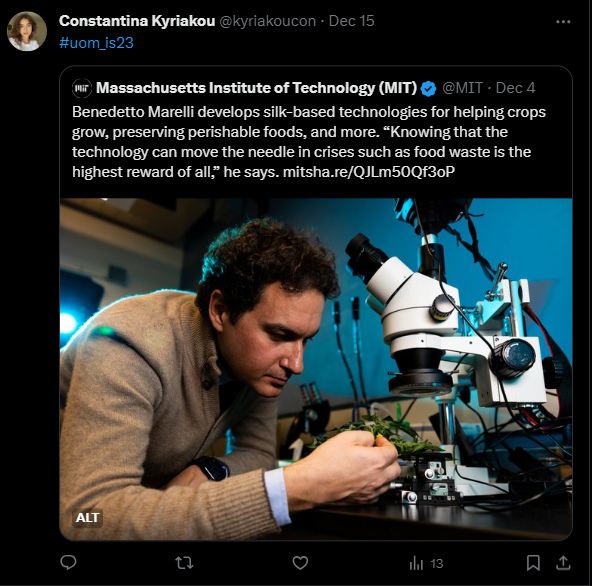 Constantina Kyriakou @kyriakoucon · Dec 15
#uom_is23
Massachusetts Institute of Technology (MIT) @MIT · Dec 4
Benedetto Marelli develops silk-based technologies for helping crops
grow, preserving perishable foods, and more. “Knowing that the
technology can move the needle in crises such as food waste is the
highest reward of all,” he says. mitsha.re/QJLm50Qf3oP
ALT
13